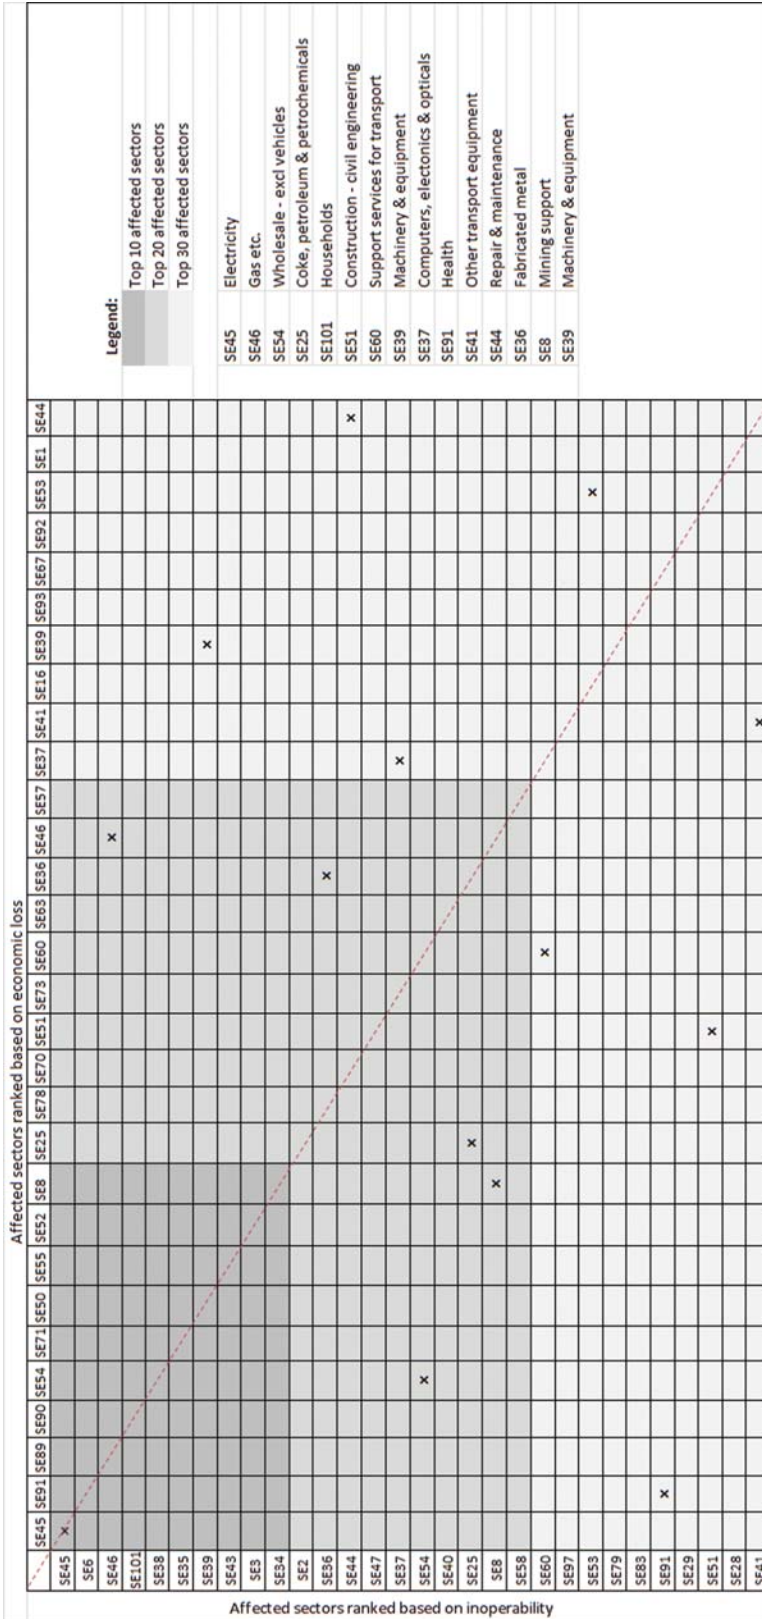 Affected sectors ranked based on economic loss
SE45 SE91 SE89 SE90 SE54 SE71 SE50 SE55 SE52 SE8 SE25 SE78 SE70 SE51 SE73 SE60 SE63 SE36 SE46 SE57 SE37 SE41 SE16 SE39 SE93 SE67 SE92 SE53 SE1 SE44
Affected sectors ranked based on inoperability
SE45 x
SE6
SE46 x
SE101
SE38
SE35
SE39 x
SE43
SE3
SE34
SE2
SE36 x
SE44 x
SE47
SE37 x
SE54 x
SE40
SE25 x
SE8 x
SE58
SE60 x
SE97
SE53 x
SE79
SE83
SE91 x
SE29
SE51 x
SE28
SE41 x
Legend:
Top 10 affected sectors
Top 20 affected sectors
Top 30 affected sectors
SE45 Electricity
SE46 Gas etc.
SE54 Wholesale - excl vehicles
SE25 Coke, petroleum & petrochemicals
SE101 Households
SE51 Construction - civil engineering
SE60 Support services for transport
SE39 Machinery & equipment
SE37 Computers, electonics & opticals
SE91 Health
SE41 Other transport equipment
SE44 Repair & maintenance
SE36 Fabricated metal
SE8 Mining support
SE39 Machinery & equipment